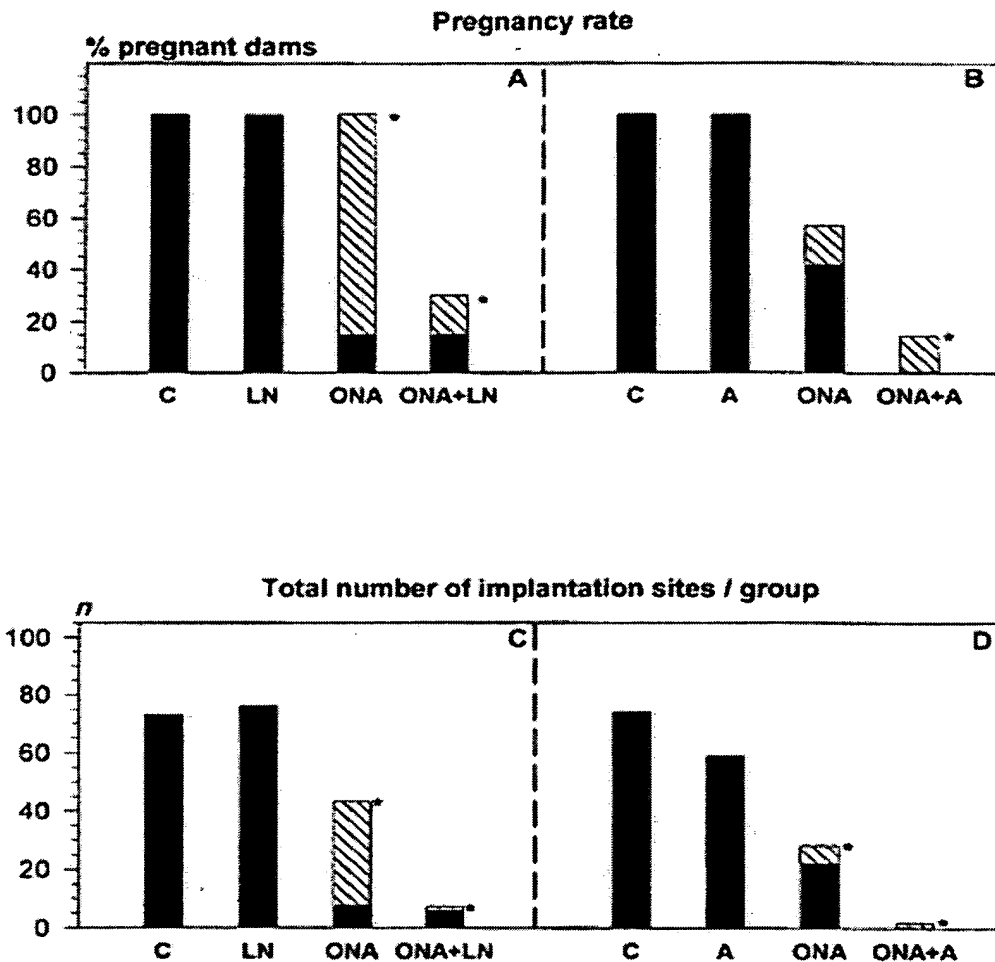 Pregnancy rate
% pregnant dams
A
B
100
80
60
40
20
0
*
*
*
C LN ONA ONA+LN
C A ONA ONA+A
Total number of implantation sites / group
n
C
D
100
80
60
40
20
0
*
*
*
*
C LN ONA ONA+LN
C A ONA ONA+A